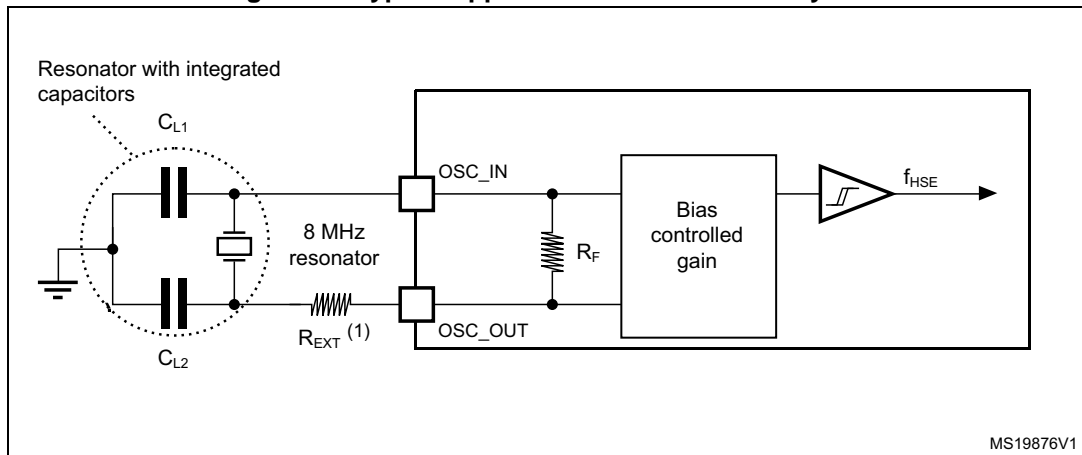 Resonator with integrated
capacitors
CL1
OSC_IN
fHSE
8 MHz
resonator
RF
Bias
controlled
gain
REXT (1)
OSC_OUT
CL2
MS19876V1